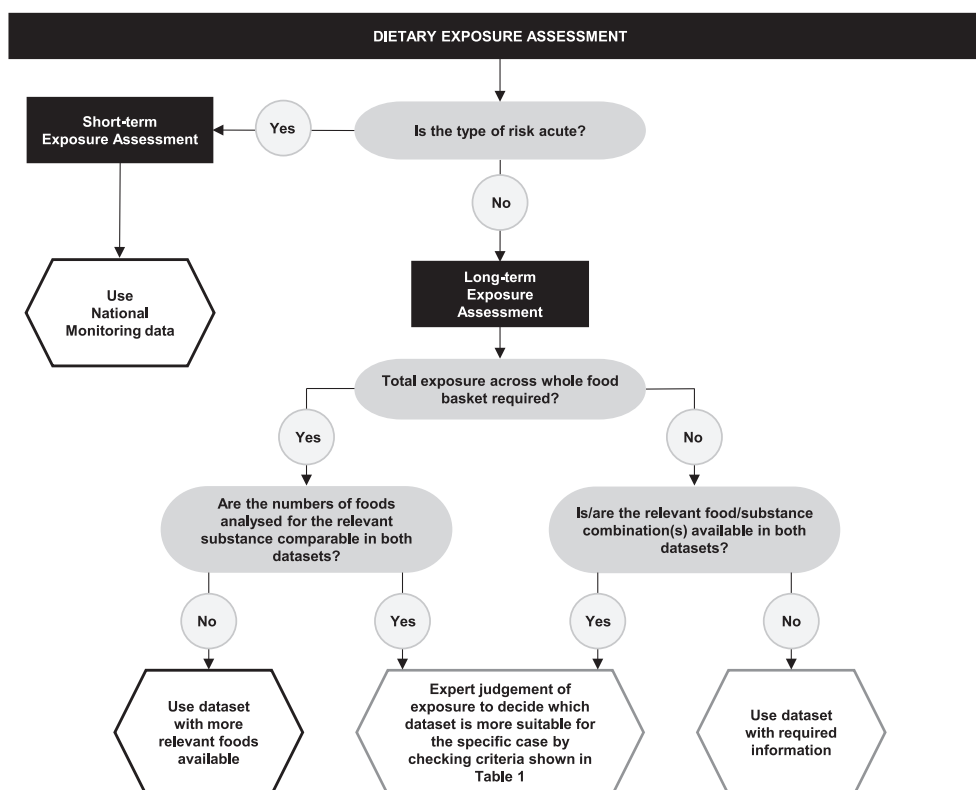 DIETARY EXPOSURE ASSESSMENT
Short-term
Exposure Assessment
Yes
Is the type of risk acute?
No
Use
National
Monitoring data
Long-term
Exposure
Assessment
Total exposure across whole food
basket required?
Yes
No
Are the numbers of foods
analysed for the relevant
substance comparable in both
datasets?
Is/are the relevant food/substance
combination(s) available in both
datasets?
No
Yes
Yes
No
Use dataset
with more
relevant foods
available
Expert judgement of
exposure to decide which
dataset is more suitable for
the specific case by
checking criteria shown in
Table 1
Use dataset
with required
information